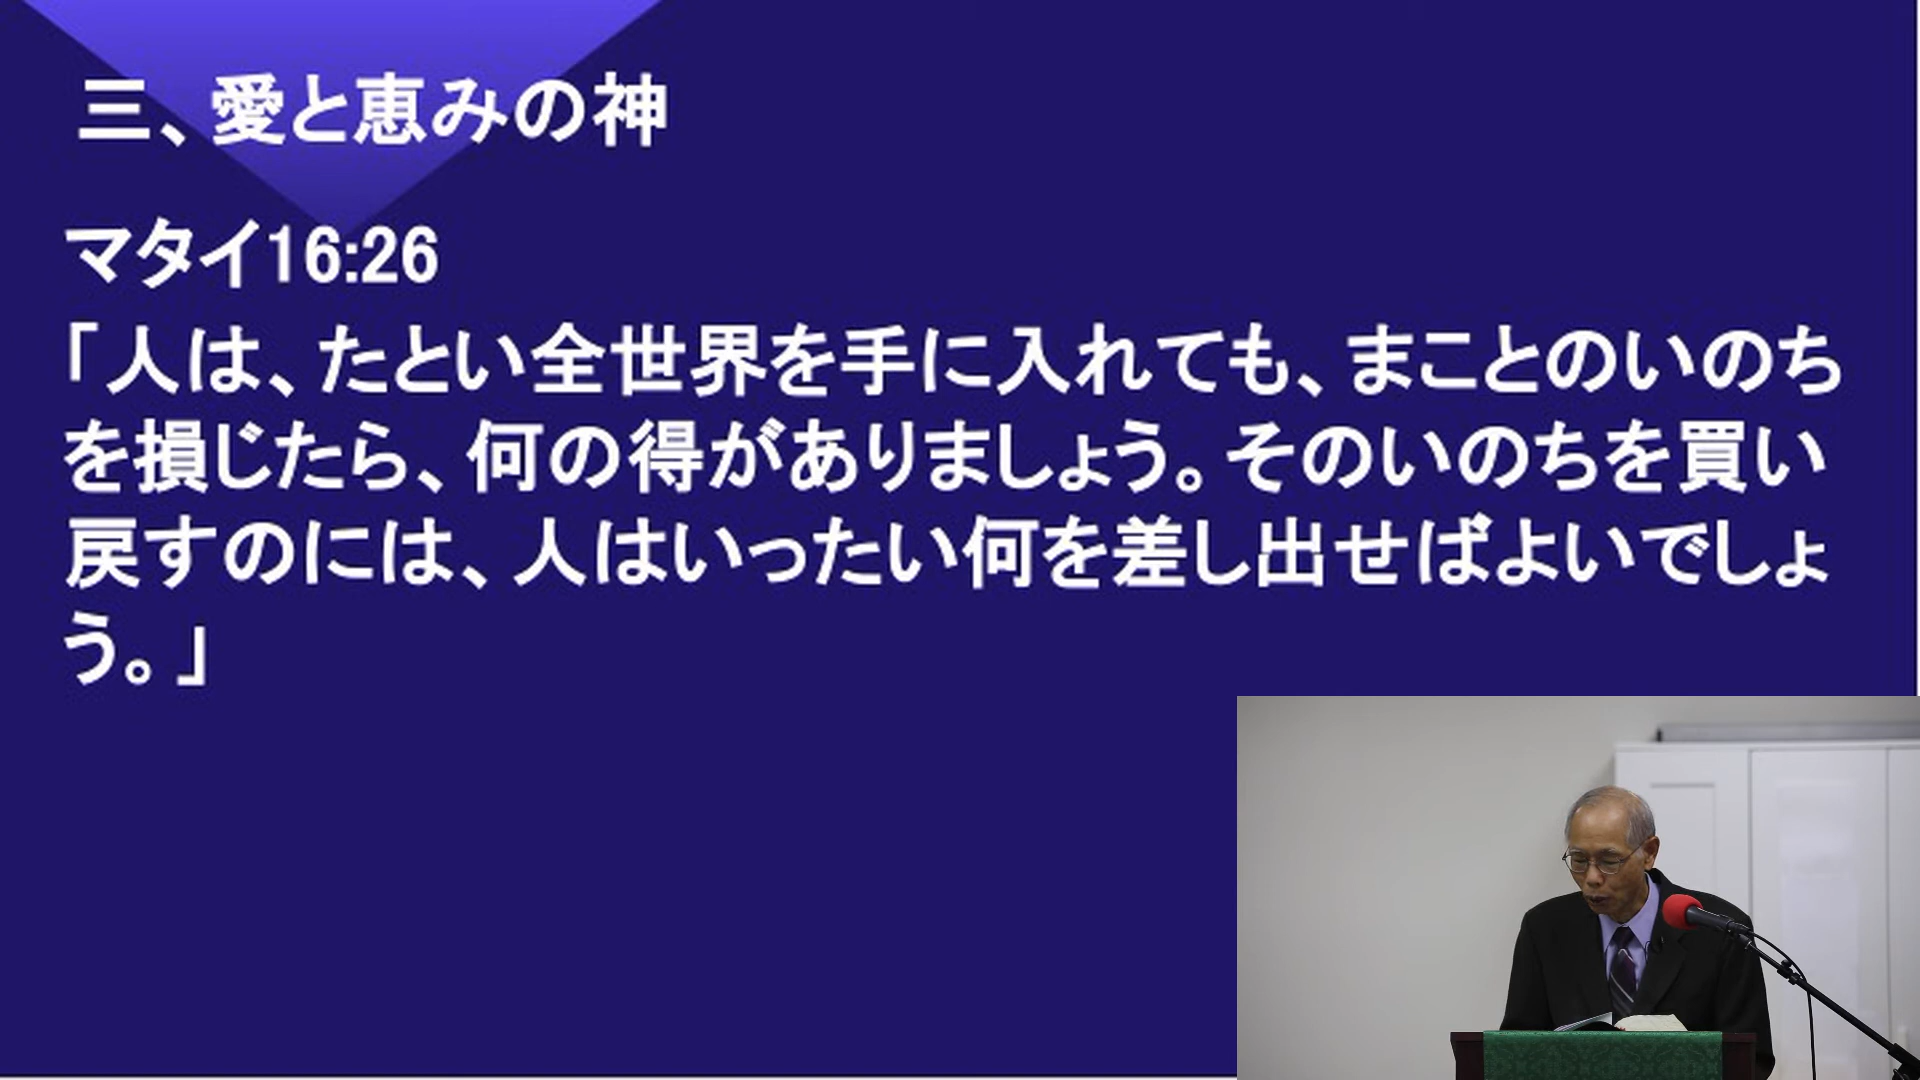 三、愛と恵みの神
マタイ16:26
「人は、たとい全世界を手に入れても、まことのいのち
を損じたら、何の得がありましょう。そのいのちを買い
戻すのには、人はいったい何を差し出せばよいでしょ
う。」